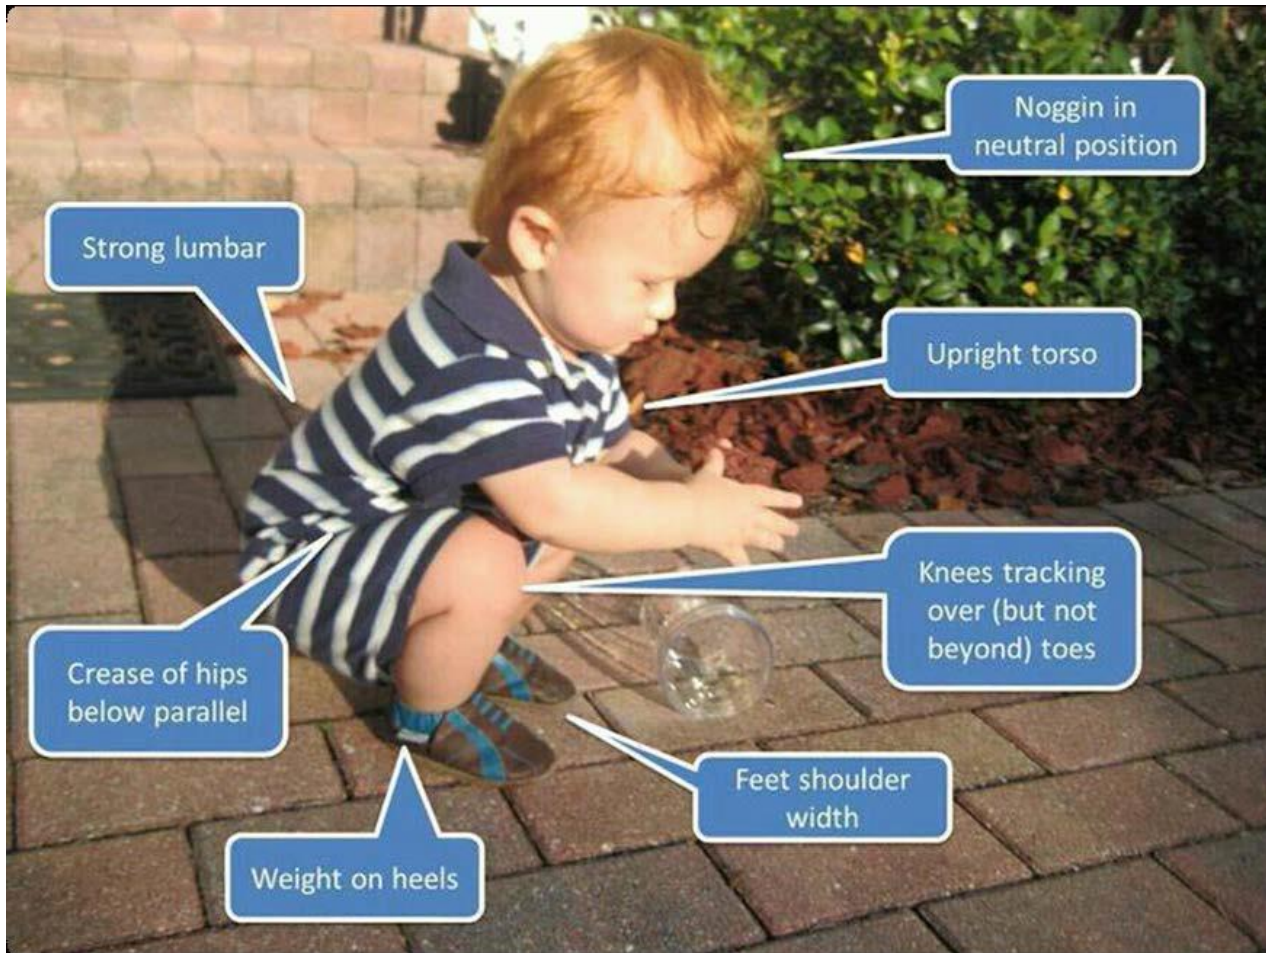 Noggin in
neutral position
Strong lumbar
Upright torso
Knees tracking
over (but not
beyond) toes
Crease of hips
below parallel
Feet shoulder
width
Weight on heels